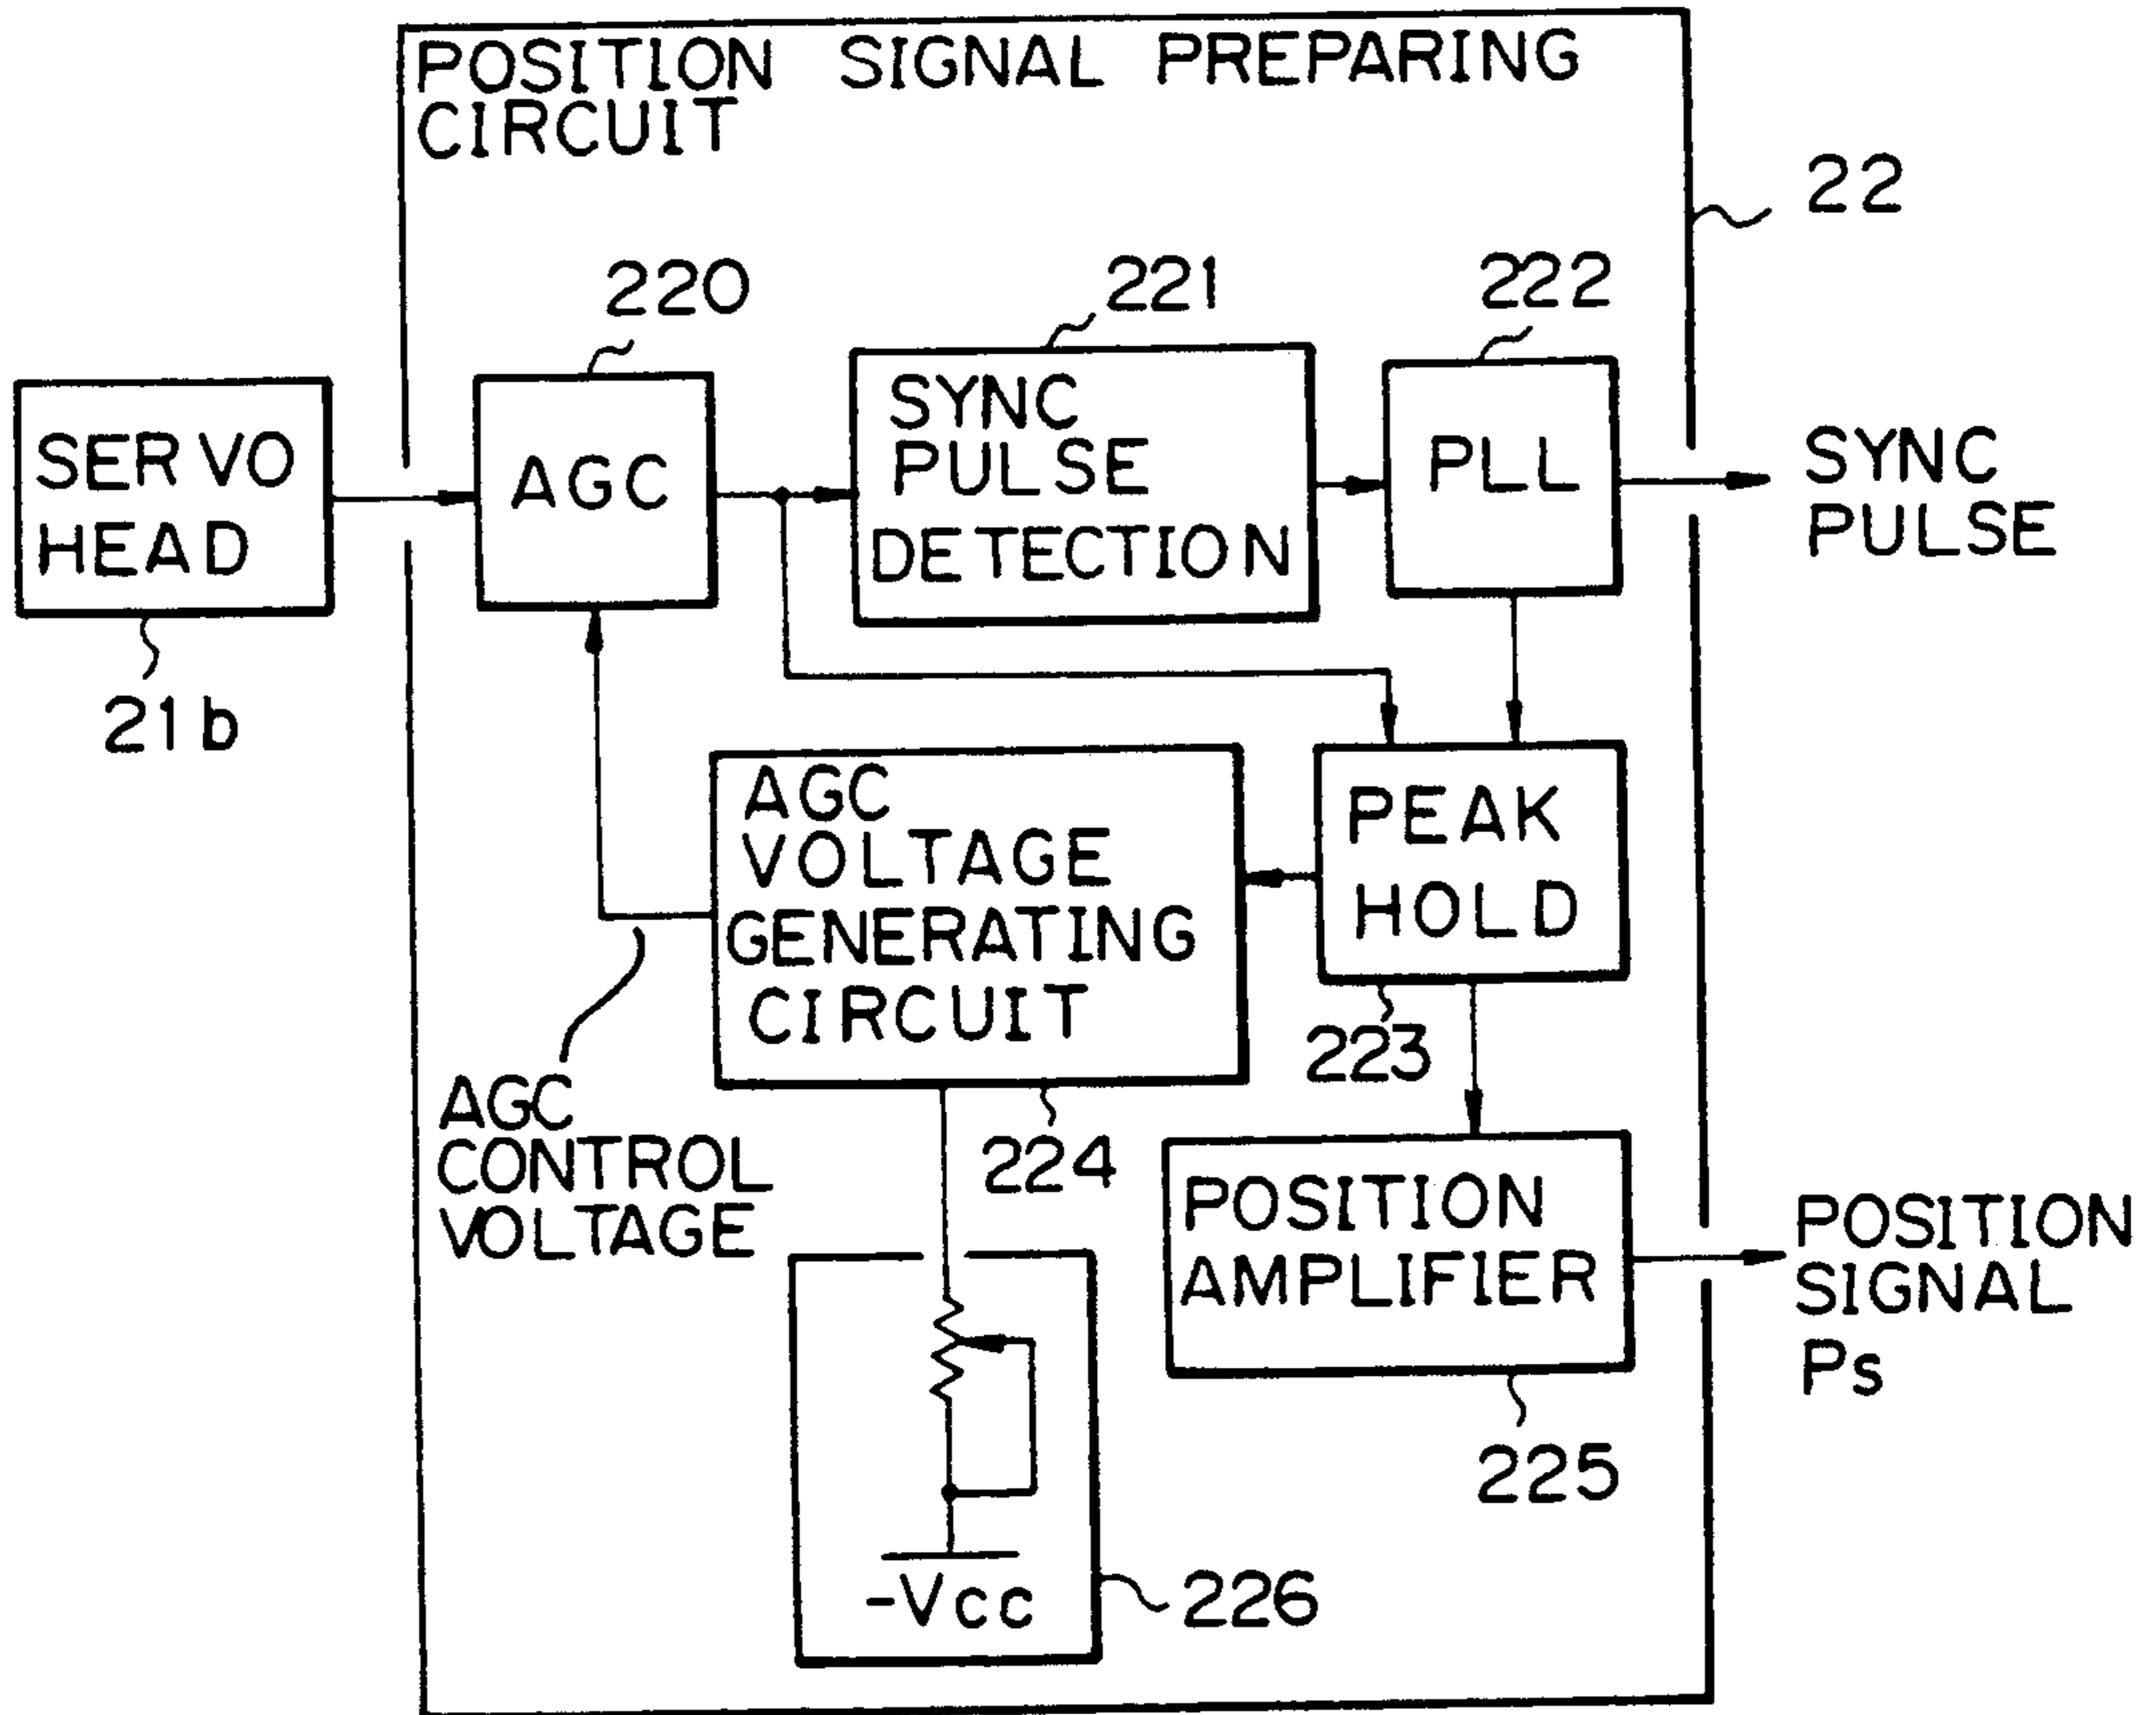 POSITION SIGNAL PREPARING
CIRCUIT
22
220
221
222
SERVO
HEAD
21b
AGC
SYNC
PULSE
DETECTION
PLL
SYNC
PULSE
AGC
VOLTAGE
GENERATING
CIRCUIT
224
PEAK
HOLD
223
AGC
CONTROL
VOLTAGE
POSITION
AMPLIFIER
225
POSITION
SIGNAL
Ps
-Vcc
226